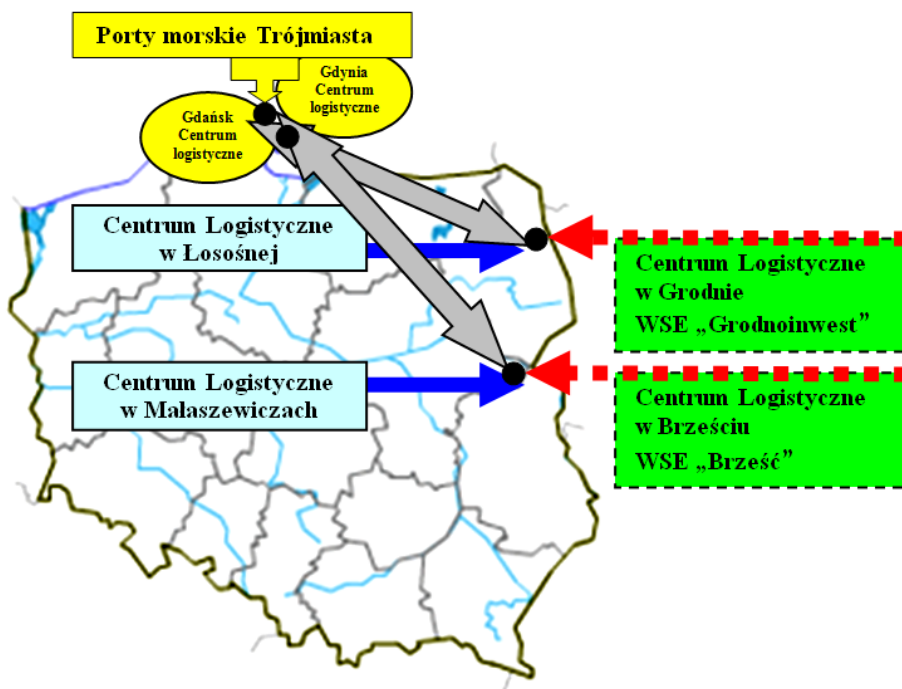 Porty morskie Trójmiasta
Gdynia
Centrum
logistyczne
Gdańsk
Centrum
logistyczne
Centrum Logistyczne
w Łosośnej
Centrum Logistyczne
w Grodnie
WSE „Grodnoinwest”
Centrum Logistyczne
w Małaszewiczach
Centrum Logistyczne
w Brześciu
WSE „Brześć”